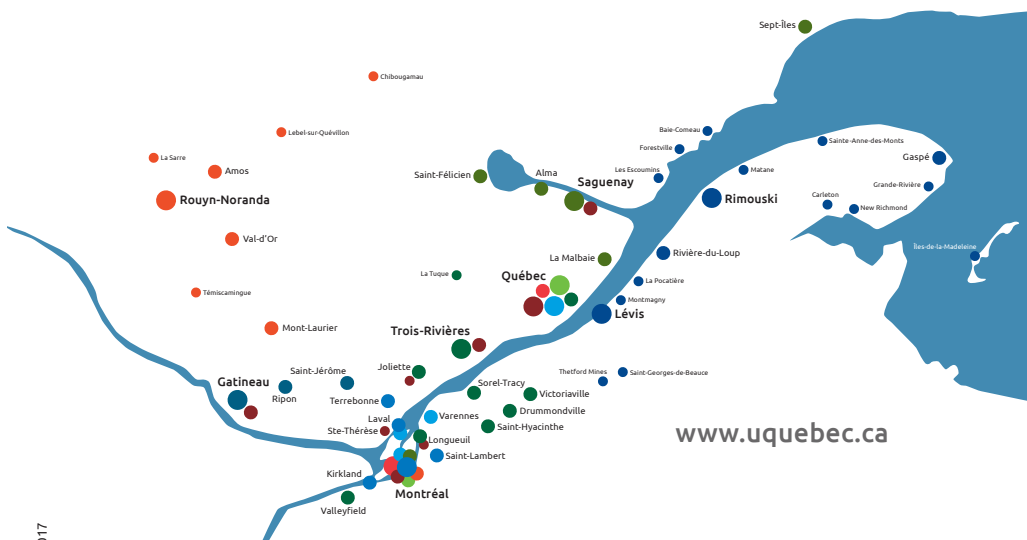 Sept-Îles
Chibougamau
Baie-Comeau
Lebel-sur-Quévillon
Sainte-Anne-des-Monts
Forestville
La Sarre
Gaspé
Amos
Les Escoumins
Matane
Saint-Félicien
Alma
Saguenay
Grande-Rivière
Rouyn-Noranda
Rimouski
Carleton
New Richmond
Val-d'Or
Îles-de-la-Madeleine
Rivière-du-Loup
La Malbaie
La Tuque
Québec
La Pocatière
Témiscamingue
Montmagny
Lévis
Mont-Laurier
Trois-Rivières
Joliette
Saint-Jérôme
Thetford Mines
Saint-Georges-de-Beauce
Gatineau
Sorel-Tracy
Ripon
Victoriaville
Terrebonne
Drummondville
Laval
Varennes
Saint-Hyacinthe
Ste-Thérèse
www.uquebec.ca
Longueuil
Saint-Lambert
Kirkland
Montréal
Valleyfield